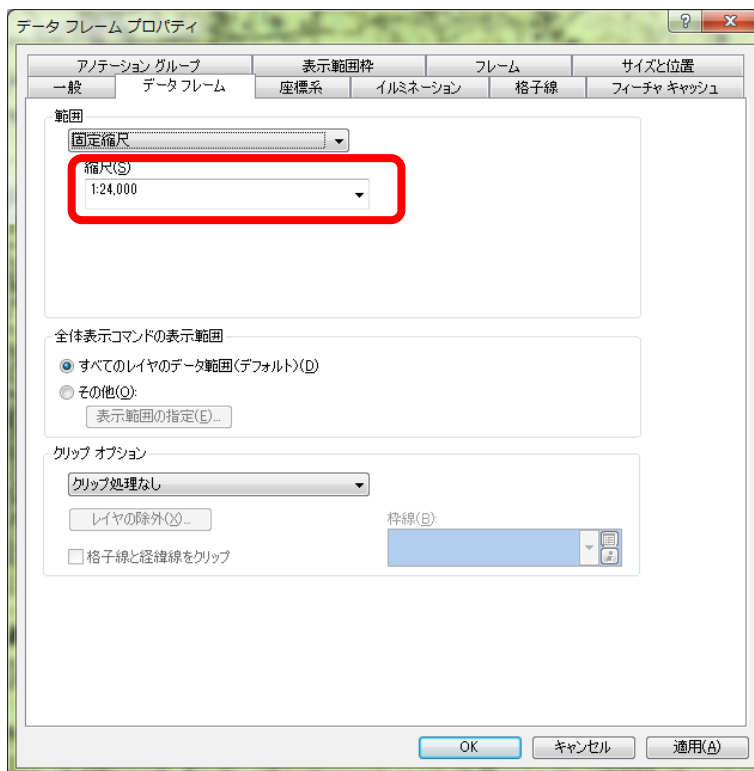 データ フレーム プロパティ
アノテーション グループ 表示範囲枠 フレーム サイズと位置
一般 データ フレーム 座標系 イルミネーション 格子線 フィーチャ キャッシュ
範囲
固定縮尺
縮尺(S)
1:24,000
全体表示コマンドの表示範囲
すべてのレイヤのデータ範囲(デフォルト)(D)
その他(O):
表示範囲の指定(E)...
クリップ オプション
クリップ処理なし
レイヤの除外(X)... 枠線(B):
格子線と経緯線をクリップ
OK キャンセル 適用(A)